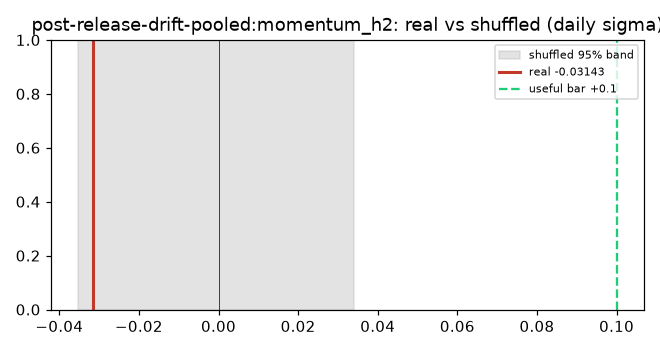 post-release-drift-pooled:momentum_h2: real vs shuffled (daily sigma)
1.0
0.8
0.6
0.4
0.2
0.0
shuffled 95% band
real -0.03143
useful bar +0.1
−0.04 −0.02 0.00 0.02 0.04 0.06 0.08 0.10